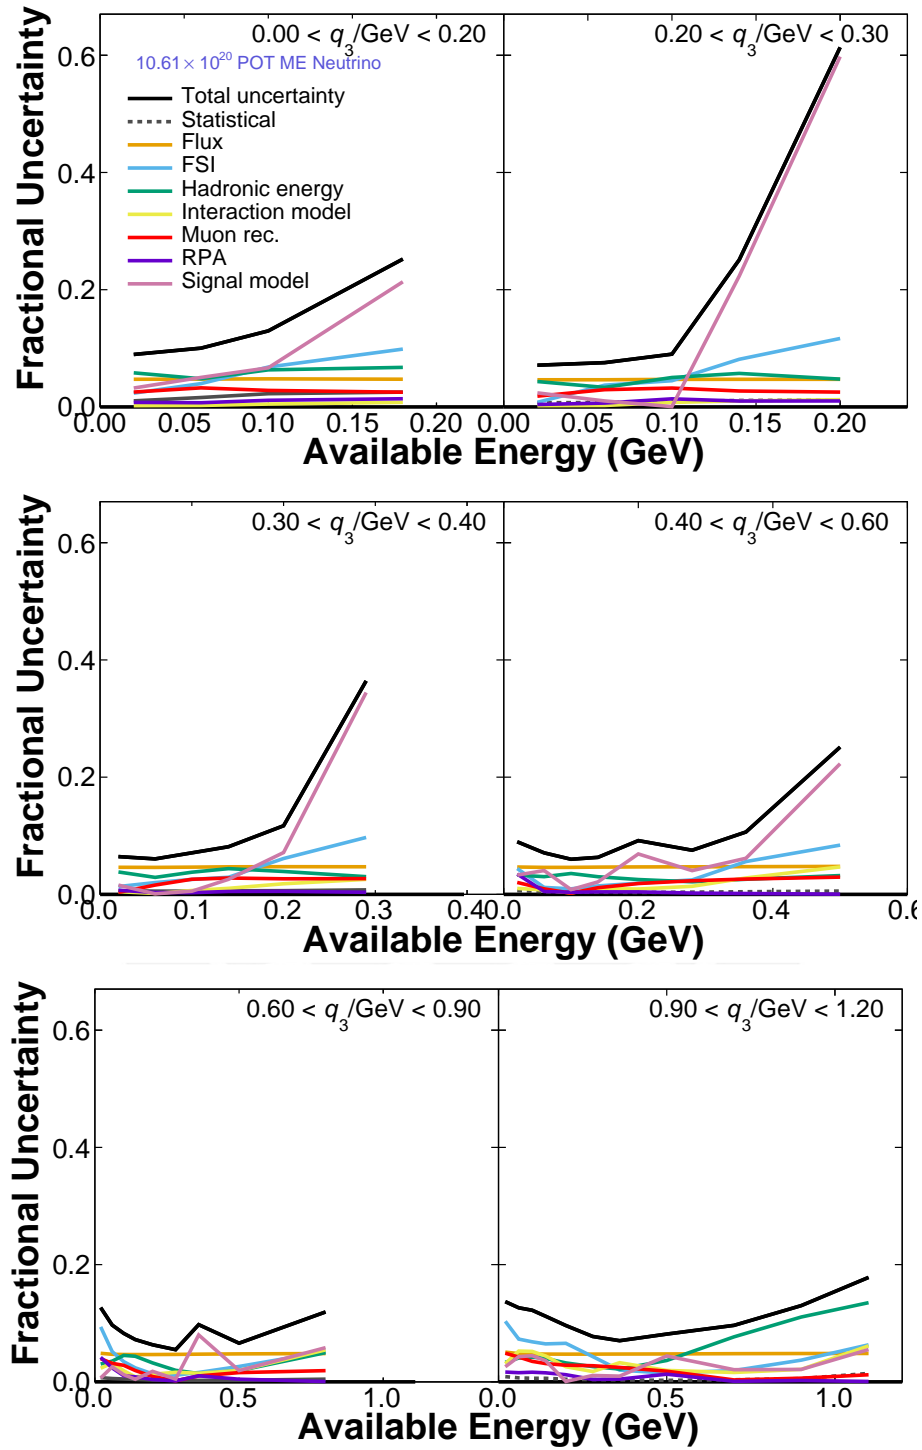 0.00 < q3/GeV < 0.20
0.20 < q3/GeV < 0.30
10.61 × 10^20 POT ME Neutrino
Total uncertainty
Statistical
Flux
FSI
Hadronic energy
Interaction model
Muon rec.
RPA
Signal model
Fractional Uncertainty
0.6
0.4
0.2
0.0
0.00 0.05 0.10 0.15 0.20
0.00 0.05 0.10 0.15 0.20
Available Energy (GeV)
0.30 < q3/GeV < 0.40
0.40 < q3/GeV < 0.60
Fractional Uncertainty
0.6
0.4
0.2
0.0
0.0 0.1 0.2 0.3 0.40
0.0 0.2 0.4 0.6
Available Energy (GeV)
0.60 < q3/GeV < 0.90
0.90 < q3/GeV < 1.20
Fractional Uncertainty
0.6
0.4
0.2
0.0
0.0 0.5 1.0
0.0 0.5 1.0
Available Energy (GeV)